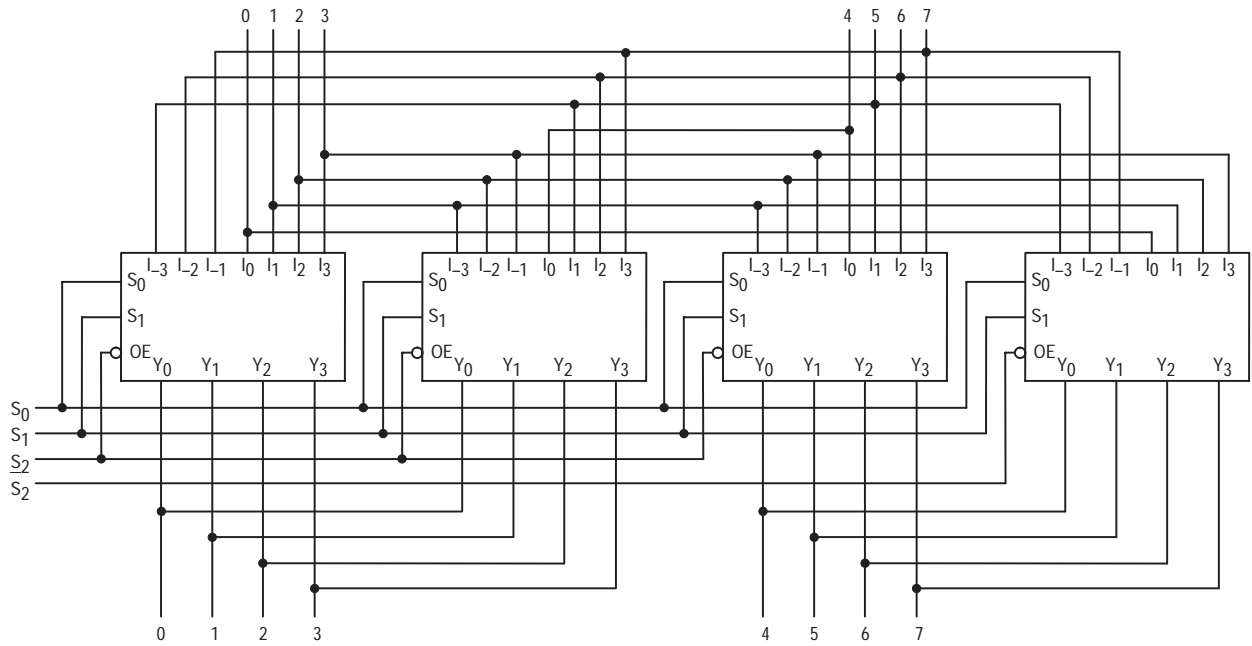 0 1 2 3 4 5 6 7
I–3 I–2 I–1 I0 I1 I2 I3 I–3 I–2 I–1 I0 I1 I2 I3 I–3 I–2 I–1 I0 I1 I2 I3 I–3 I–2 I–1 I0 I1 I2 I3
S0 S0 S0 S0
S1 S1 S1 S1
OE OE OE OE
Y0 Y1 Y2 Y3 Y0 Y1 Y2 Y3 Y0 Y1 Y2 Y3 Y0 Y1 Y2 Y3
S0
S1
S2
S̅2
0 1 2 3 4 5 6 7